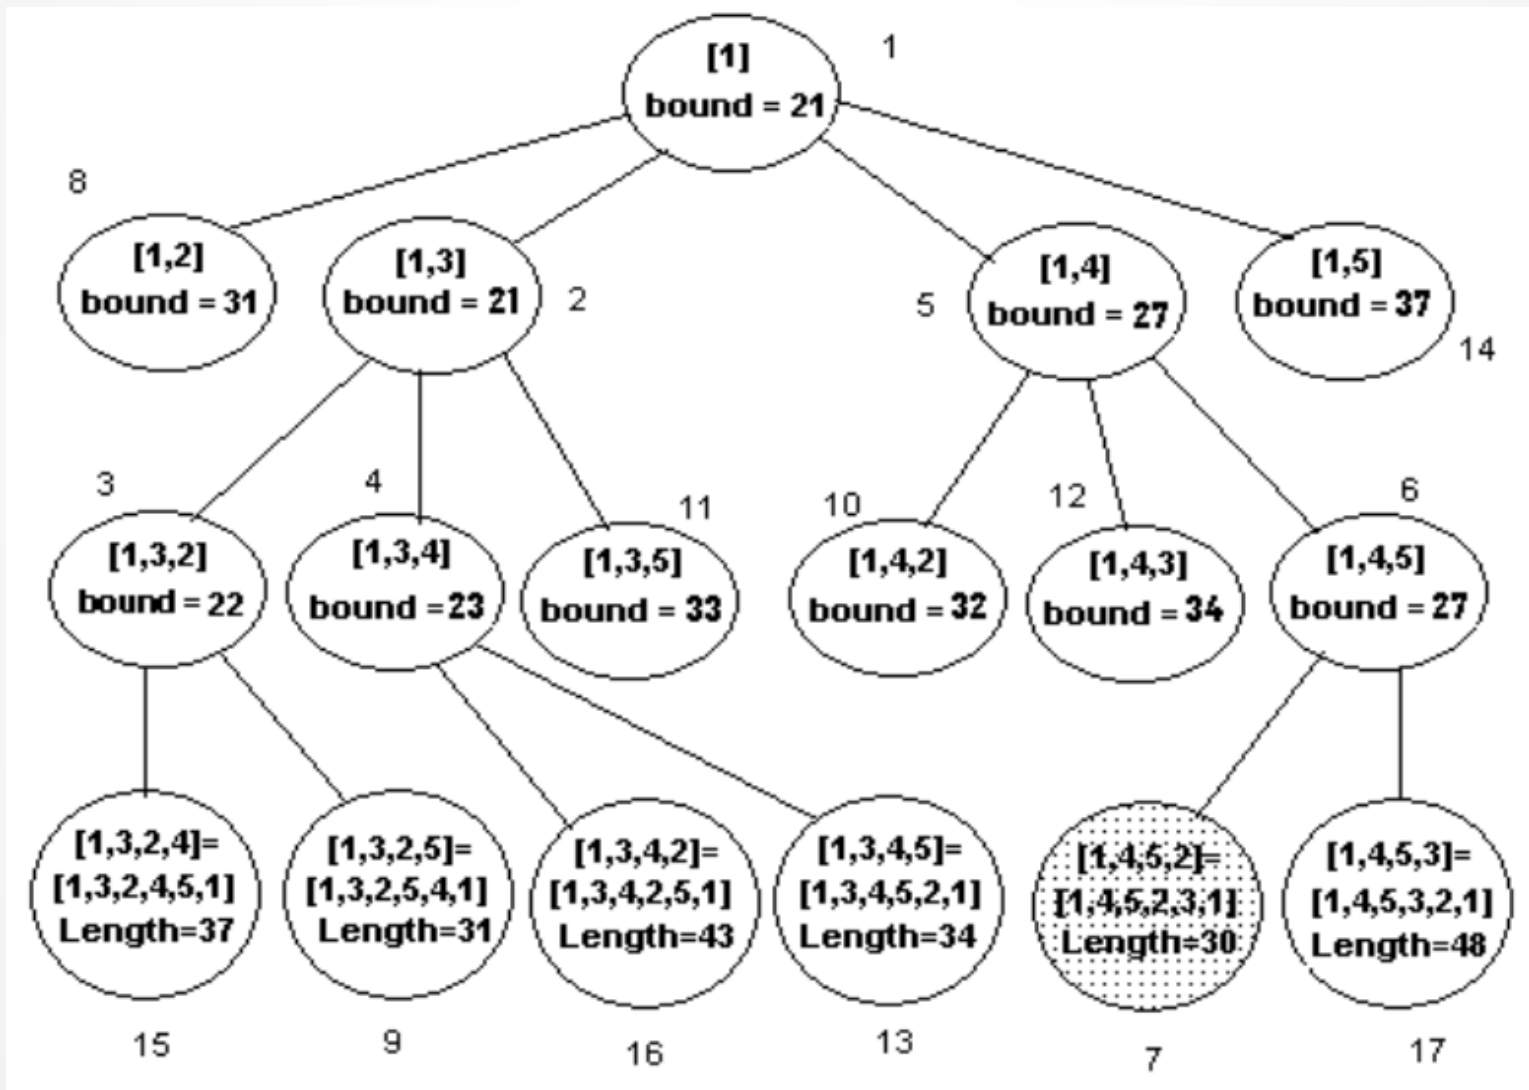 [1]
bound = 21
1
8
[1,2]
bound = 31
[1,3]
bound = 21
2
5
[1,4]
bound = 27
[1,5]
bound = 37
14
3
[1,3,2]
bound = 22
4
[1,3,4]
bound = 23
11
[1,3,5]
bound = 33
10
[1,4,2]
bound = 32
12
[1,4,3]
bound = 34
6
[1,4,5]
bound = 27
[1,3,2,4]=
[1,3,2,4,5,1]
Length=37
15
[1,3,2,5]=
[1,3,2,5,4,1]
Length=31
9
[1,3,4,2]=
[1,3,4,2,5,1]
Length=43
16
[1,3,4,5]=
[1,3,4,5,2,1]
Length=34
13
[1,4,5,2]=
[1,4,5,2,3,1]
Length=30
7
[1,4,5,3]=
[1,4,5,3,2,1]
Length=48
17